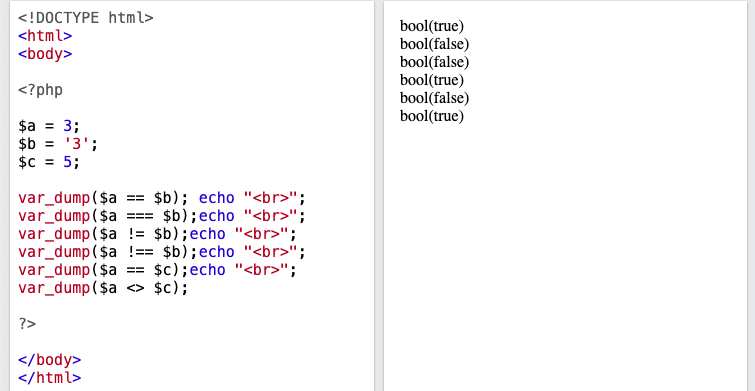 <!DOCTYPE html>
<html>
<body>
<?php
$a = 3;
$b = '3';
$c = 5;
var_dump($a == $b); echo "<br>";
var_dump($a === $b);echo "<br>";
var_dump($a != $b);echo "<br>";
var_dump($a !== $b);echo "<br>";
var_dump($a == $c);echo "<br>";
var_dump($a <> $c);
?>
</body>
</html>
bool(true)
bool(false)
bool(false)
bool(true)
bool(false)
bool(true)